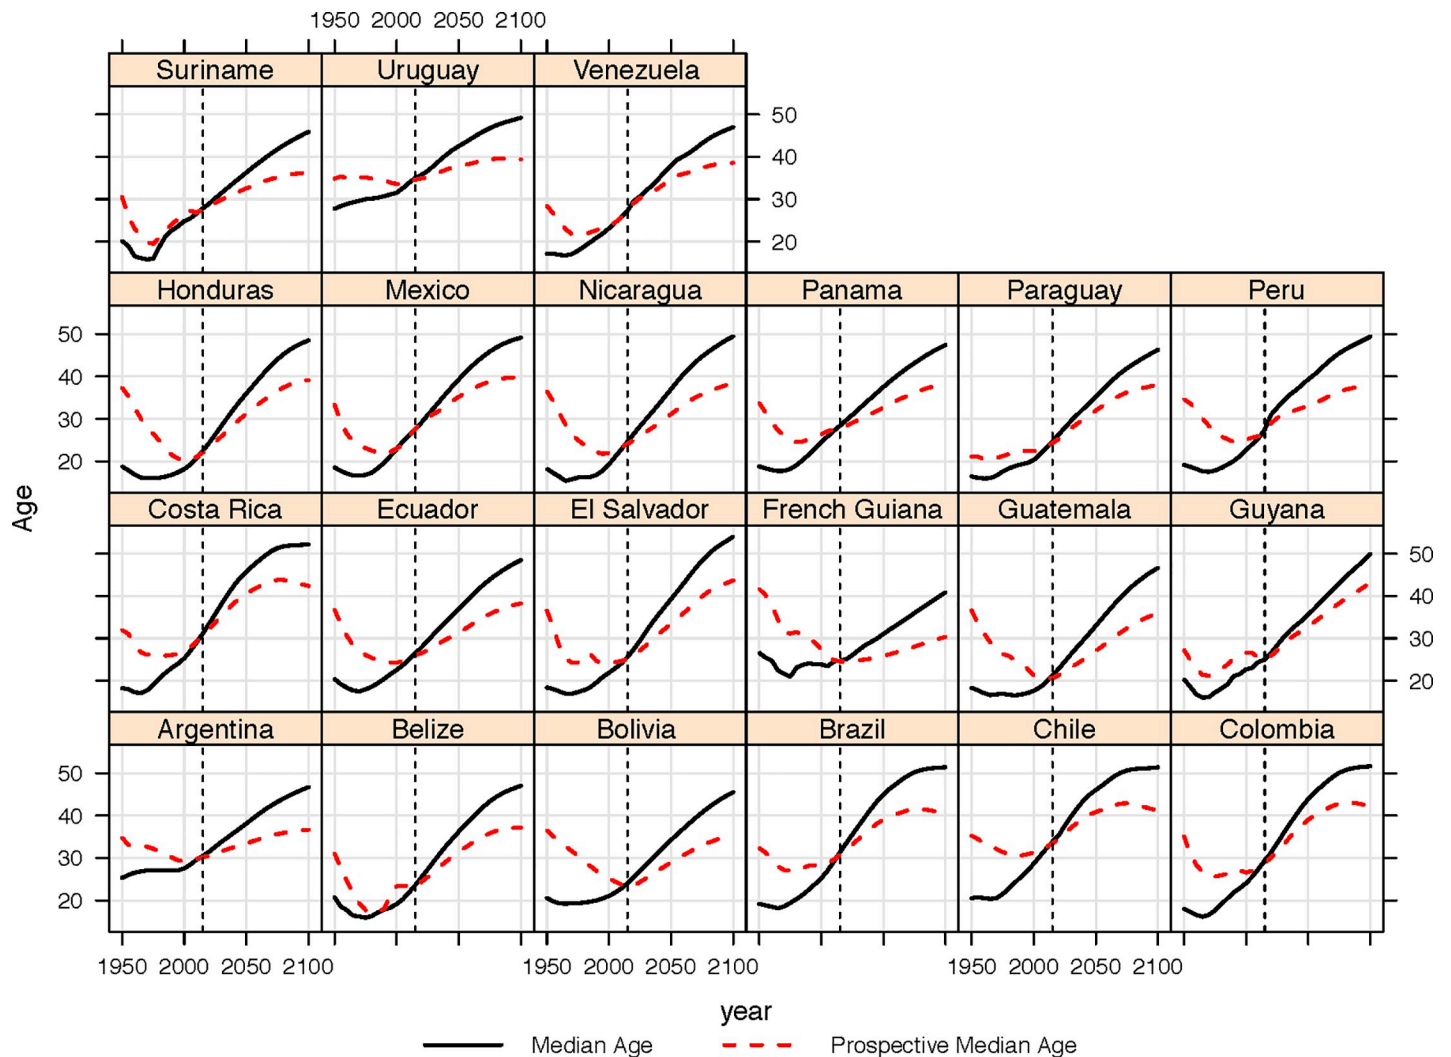 1950 2000 2050 2100
Suriname Uruguay Venezuela
50
40
30
20
Honduras Mexico Nicaragua Panama Paraguay Peru
50
40
30
20
Age
Costa Rica Ecuador El Salvador French Guiana Guatemala Guyana
50
40
30
20
Argentina Belize Bolivia Brazil Chile Colombia
50
40
30
20
1950 2000 2050 2100 1950 2000 2050 2100 1950 2000 2050 2100
year
Median Age Prospective Median Age